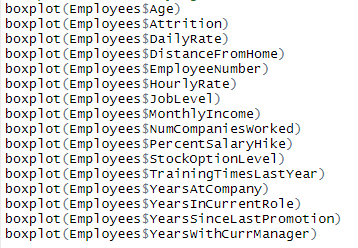 boxplot(Employees$Age)
boxplot(Employees$Attrition)
boxplot(Employees$DailyRate)
boxplot(Employees$DistanceFromHome)
boxplot(Employees$EmployeeNumber)
boxplot(Employees$HourlyRate)
boxplot(Employees$JobLevel)
boxplot(Employees$MonthlyIncome)
boxplot(Employees$NumCompaniesWorked)
boxplot(Employees$PercentSalaryHike)
boxplot(Employees$StockOptionLevel)
boxplot(Employees$TrainingTimesLastYear)
boxplot(Employees$YearsAtCompany)
boxplot(Employees$YearsInCurrentRole)
boxplot(Employees$YearsSinceLastPromotion)
boxplot(Employees$YearsWithCurrManager)